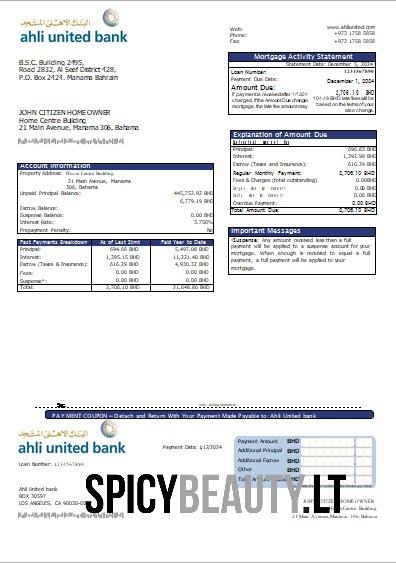 البنك الأهلي المتحد
ahli united bank
Web: www.ahliunited.com
Phone: +973 1758 5858
Fax: +973 1758 5858
B.S.C. Building 2495,
Road 2832, Al Seef District 428,
P.O. Box 2424. Manama Bahrain
Mortgage Activity Statement
Statement Date: December 5, 2024
Loan Number: 1234567890
Payment Due Date: December 1, 2024
Amount Due: 2,706.10 BHD
If payment is received after 1/1/224
charged. If the Amount Due changes
mortgage, the late fee will also change.
104.49 BHD late fee will be
based on the terms of your
JOHN CITIZEN HOMEOWNER
Home Centre Building
21 Main Avenue, Manama 306, Bahama
Explanation of Amount Due
Principal: 696.83 BHD
Interest: 1,392.98 BHD
Escrow (Taxes and Insurance): 616.29 BHD
Regular Monthly Payment: 2,706.10 BHD
Fees & Charges (total outstanding) 0.00 BHD
0.00 BHD
0.00 BHD
Overdue Payment: 0.00 BHD
Total Amount Due: 2,706.10 BHD
Account Information
Property Address: Home Centre Building
21 Main Avenue, Manama
306, Bahama
Unpaid Principal Balance: 445,753.93 BHD
6,779.19 BHD
Escrow Balance:
Suspense Balance: 0.00 BHD
Interest Rate: 3.750%
Prepayment Penalty: No
Important Messages
*Suspense: Any amount received less than a full
payment will be applied to a suspense account for your
mortgage. When enough is received to equal a full
payment, a full payment will be applied to your
mortgage.
Past Payments Breakdown As of Last Stmt Paid Year to Date
Principal: 694.66 BHD 5,497.08 BHD
Interest: 1,395.15 BHD 11,221.40 BHD
Escrow (Taxes & Insurance): 616.29 BHD 4,930.32 BHD
Fees: 0.00 BHD 0.00 BHD
Suspense*: 0.00 BHD 0.00 BHD
Total: 2,706.10 BHD 21,648.80 BHD
PAYMENT COUPON – Detach and Return With Your Payment Made Payable to: Ahli United bank
البنك الأهلي المتحد
ahli united bank
Payment Date: 1/12/2024
Payment Amount BHD
Additional Principal BHD
Additional Escrow BHD
Other BHD
Total Amount BHD
Loan Number: 1234567890
Ahli United bank
BOX 30597
LOS ANGELES, CA 90030-05
SPICYBEAUTY.LT
JOHN CITIZEN HOMEOWNER
Home Centre Building
21 Main Avenue, Manama 306, Bahama